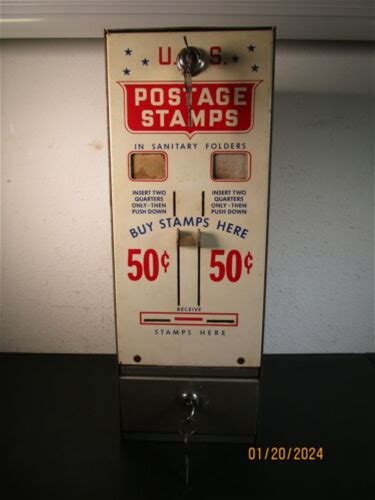 U. S.
POSTAGE
STAMPS
IN SANITARY FOLDERS
INSERT TWO
QUARTERS
ONLY-THEN
PUSH DOWN
INSERT TWO
QUARTERS
ONLY-THEN
PUSH DOWN
BUY STAMPS HERE
50¢ 50¢
RECEIVE
STAMPS HERE
01/20/2024